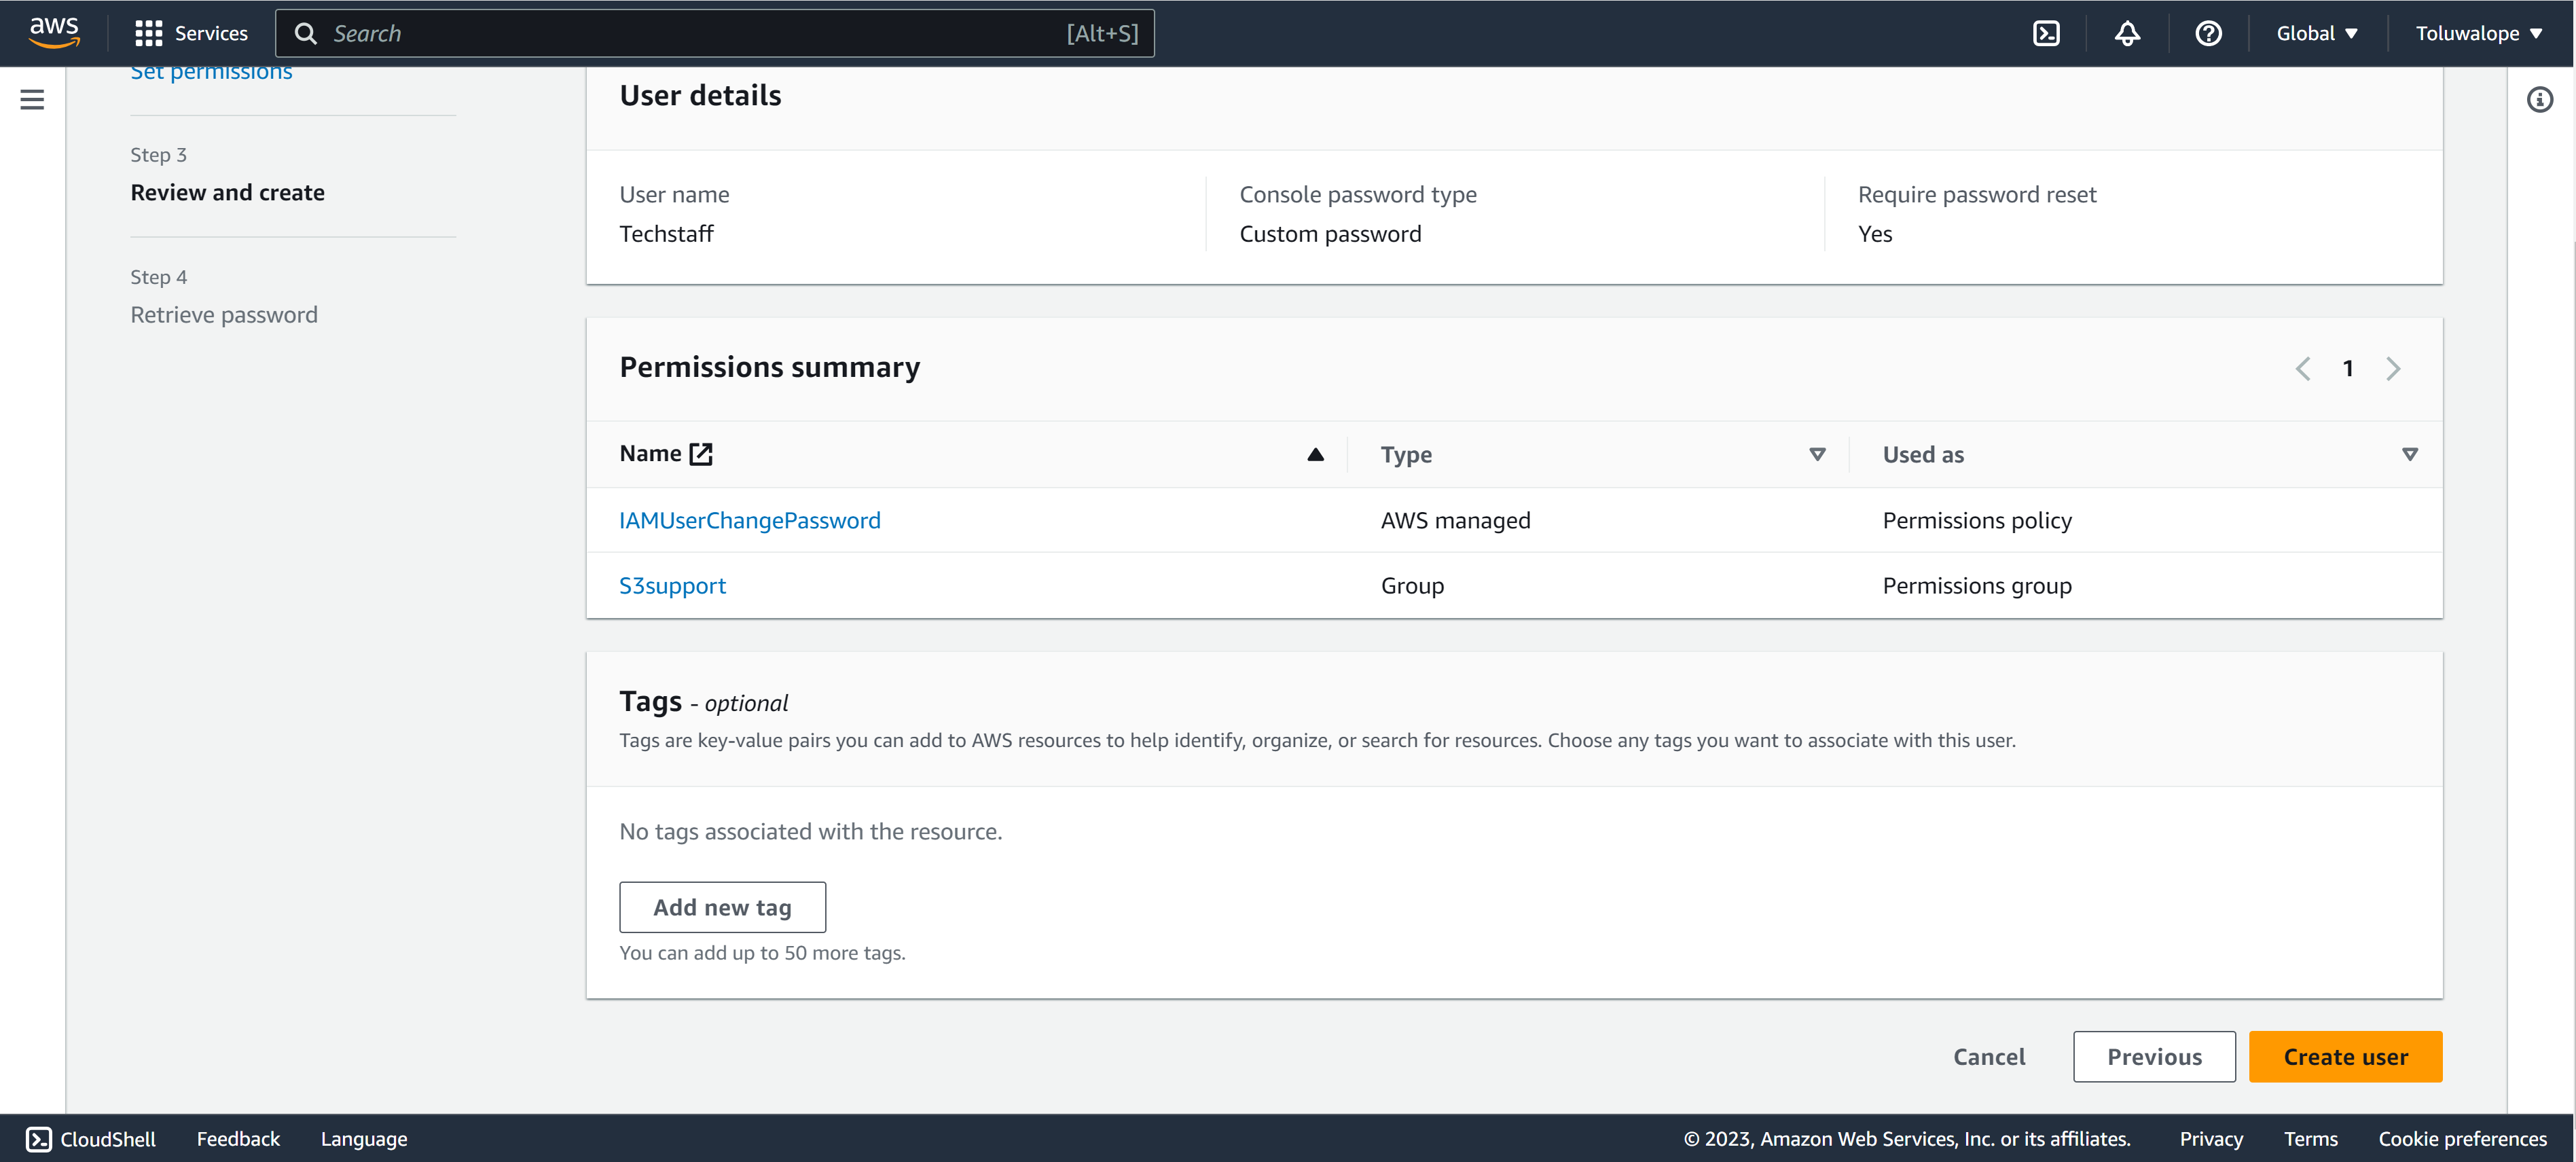 aws
Services
Search
[Alt+S]
Global
Toluwalope
Set permissions
Step 3
Review and create
Step 4
Retrieve password
User details
User name
Techstaff
Console password type
Custom password
Require password reset
Yes
Permissions summary
1
Name
Type
Used as
IAMUserChangePassword
AWS managed
Permissions policy
S3support
Group
Permissions group
Tags - optional
Tags are key-value pairs you can add to AWS resources to help identify, organize, or search for resources. Choose any tags you want to associate with this user.
No tags associated with the resource.
Add new tag
You can add up to 50 more tags.
Cancel
Previous
Create user
CloudShell
Feedback
Language
© 2023, Amazon Web Services, Inc. or its affiliates.
Privacy
Terms
Cookie preferences